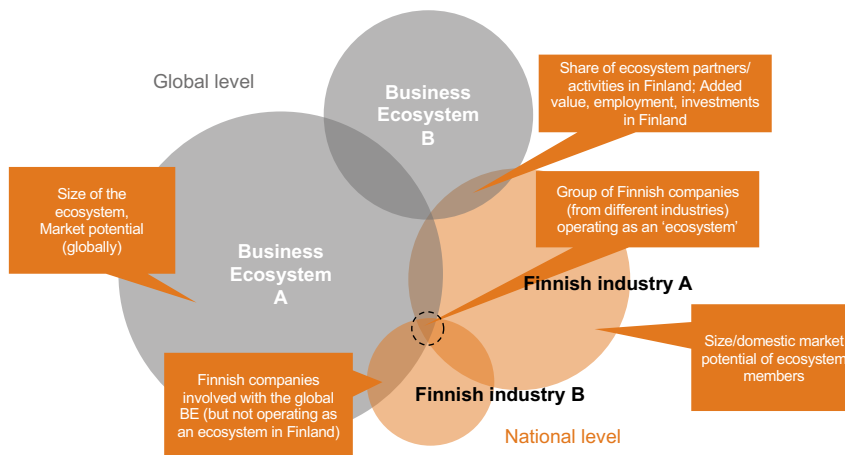 Global level
Business
Ecosystem
B
Share of ecosystem partners/
activities in Finland; Added
value, employment, investments
in Finland
Size of the
ecosystem,
Market potential
(globally)
Group of Finnish companies
(from different industries)
operating as an ‘ecosystem’
Business
Ecosystem
A
Finnish industry A
Size/domestic market
potential of ecosystem
members
Finnish companies
involved with the global
BE (but not operating as
an ecosystem in Finland)
Finnish industry B
National level